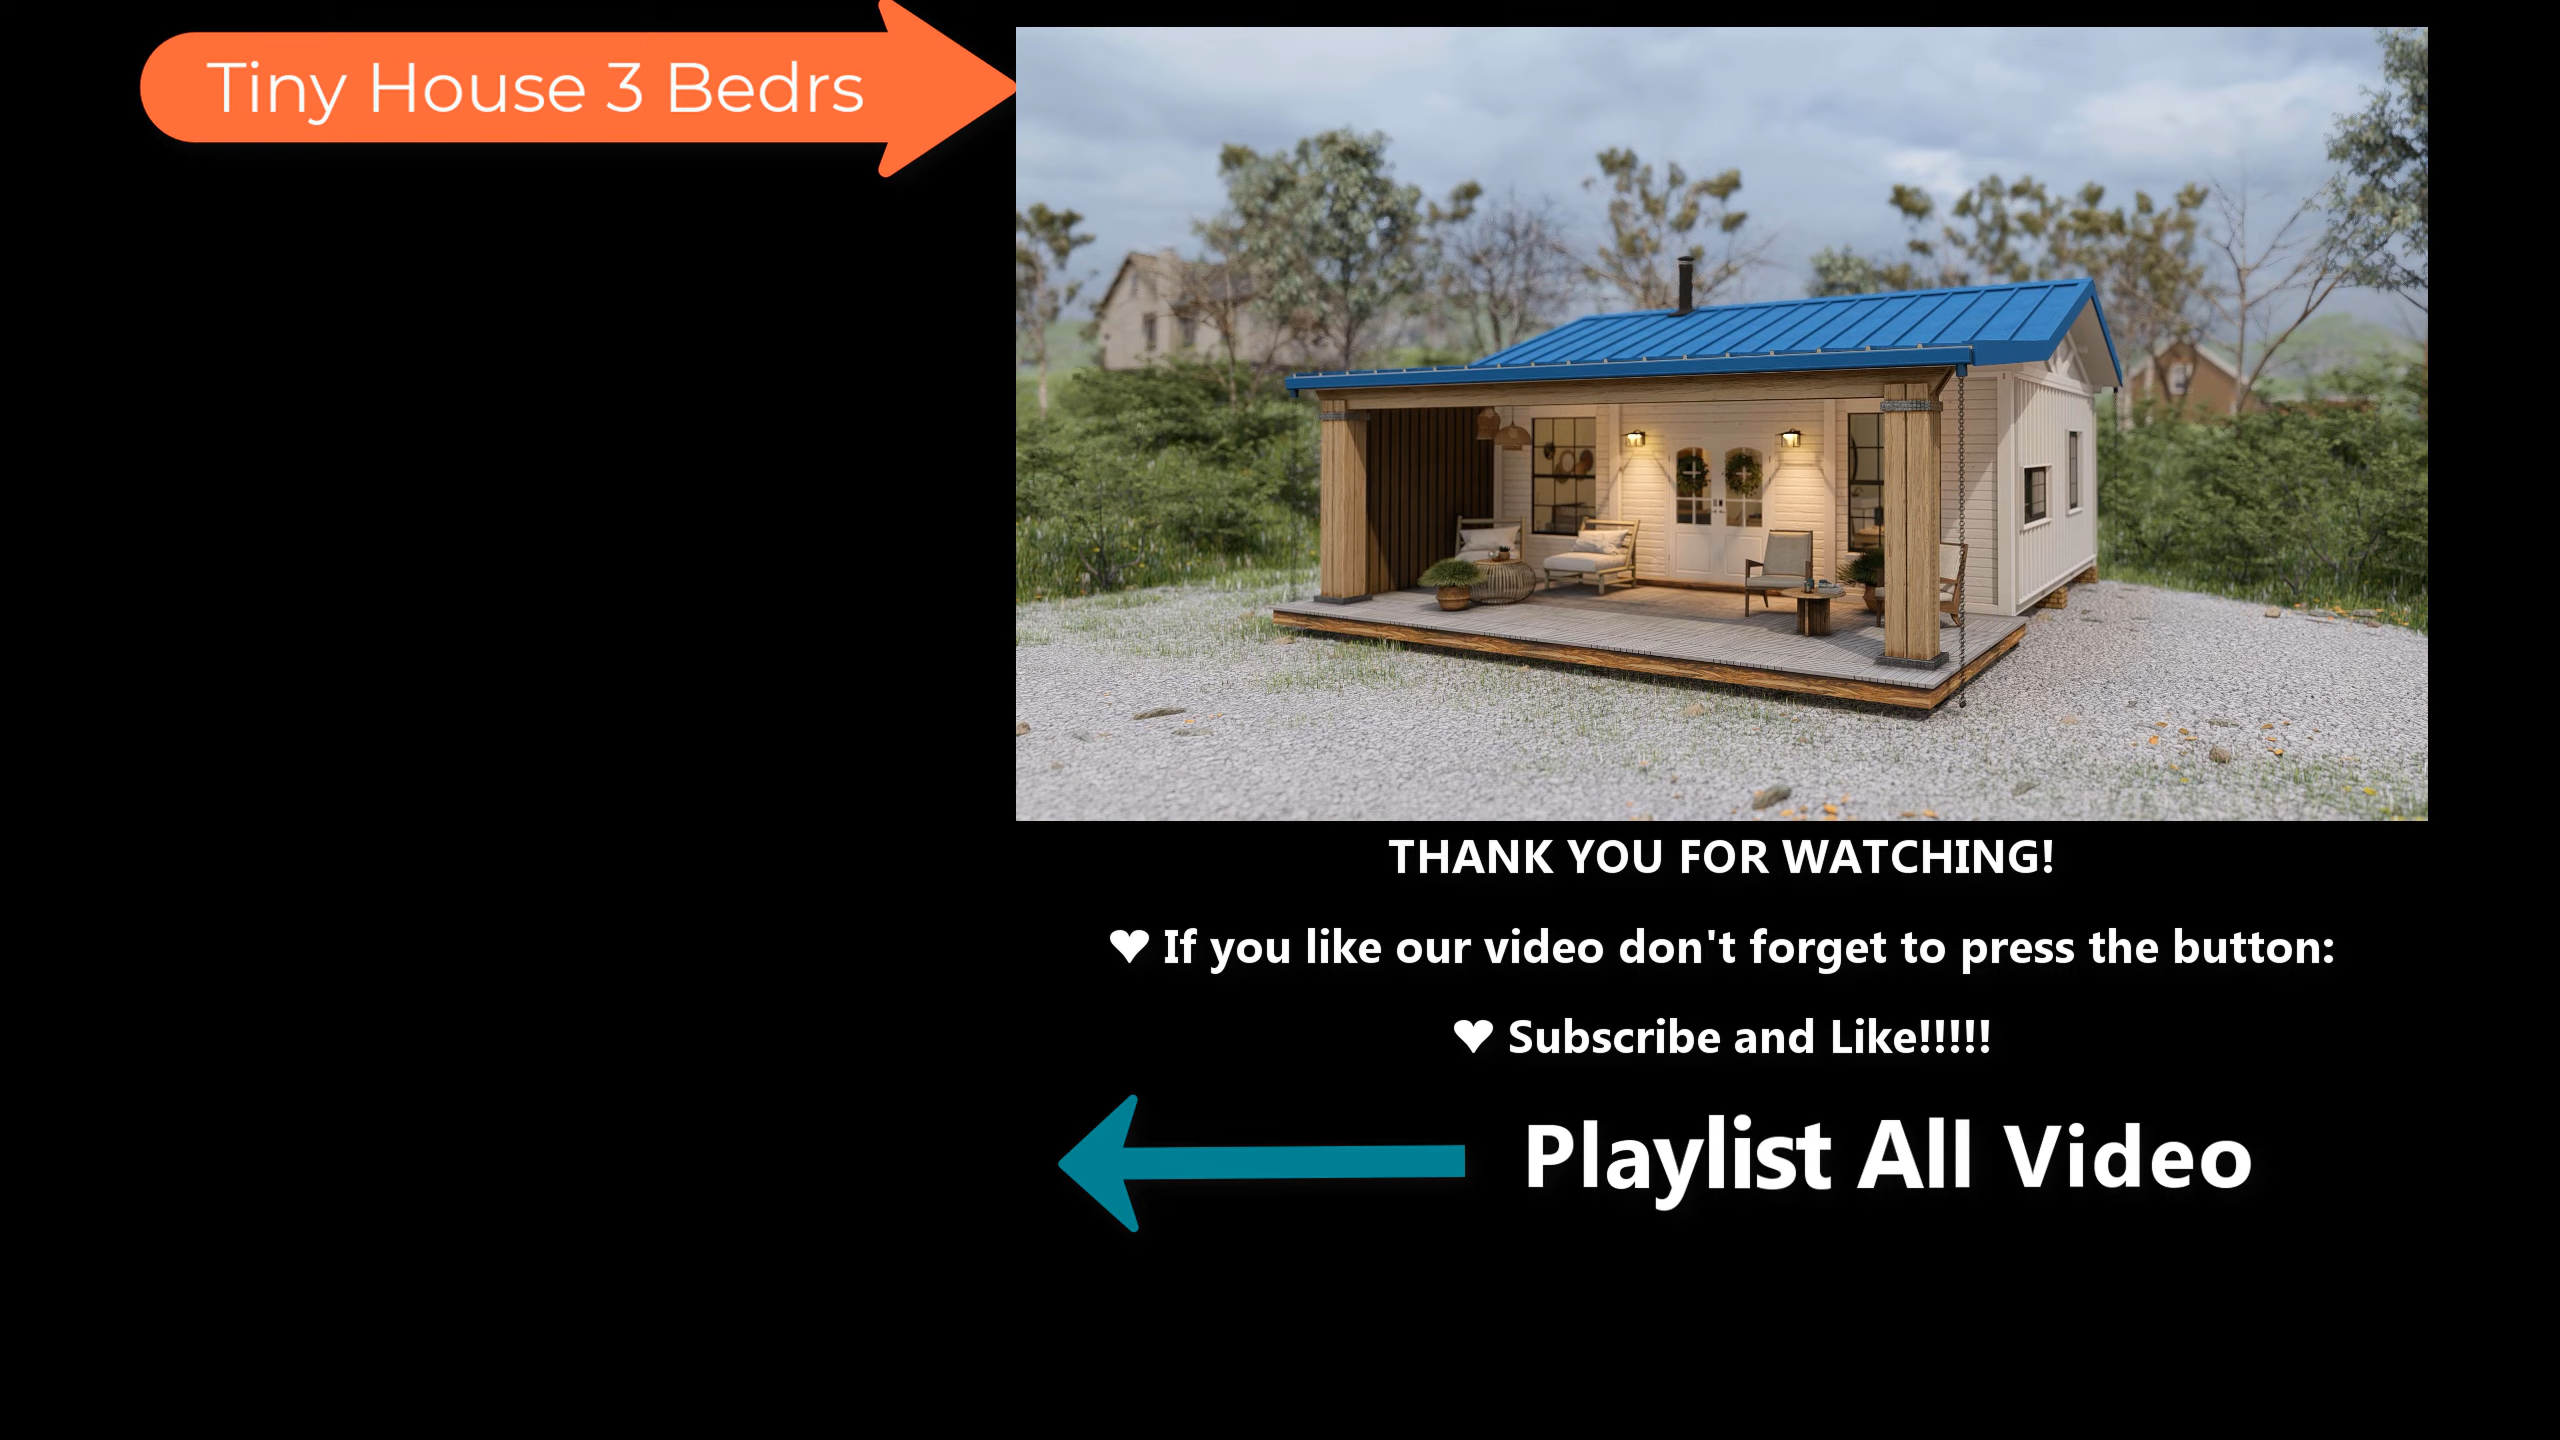 Tiny House 3 Bedrs
THANK YOU FOR WATCHING!
♥ If you like our video don't forget to press the button:
♥ Subscribe and Like!!!!!
Playlist All Video